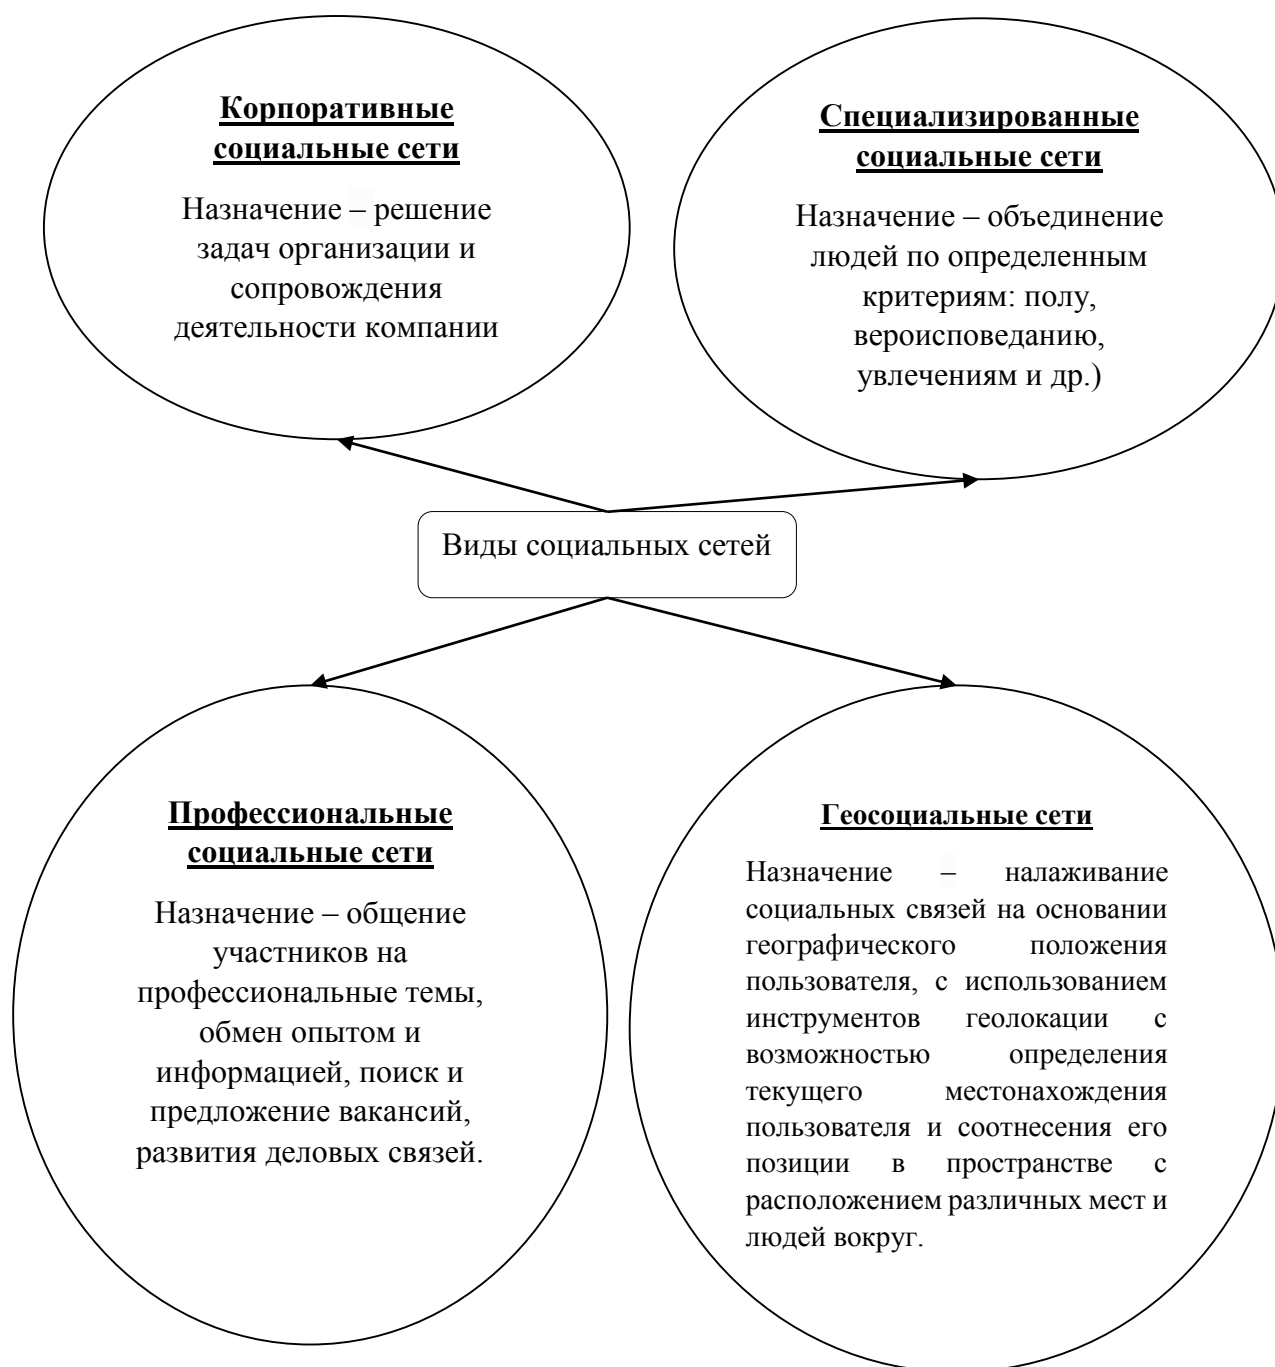 Корпоративные
социальные сети
Назначение – решение
задач организации и
сопровождения
деятельности компании
Специализированные
социальные сети
Назначение – объединение
людей по определенным
критериям: полу,
вероисповеданию,
увлечениям и др.)
Виды социальных сетей
Профессиональные
социальные сети
Назначение – общение
участников на
профессиональные темы,
обмен опытом и
информацией, поиск и
предложение вакансий,
развития деловых связей.
Геосоциальные сети
Назначение – налаживание
социальных связей на основании
географического положения
пользователя, с использованием
инструментов геолокации с
возможностью определения
текущего местонахождения
пользователя и соотнесения его
позиции в пространстве с
расположением различных мест и
людей вокруг.